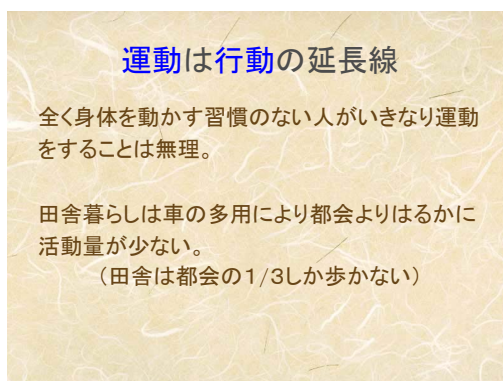 運動は行動の延長線
全く身体を動かす習慣のない人がいきなり運動
をすることは無理。
田舎暮らしは車の多用により都会よりはるかに
活動量が少ない。
（田舎は都会の１/３しか歩かない）